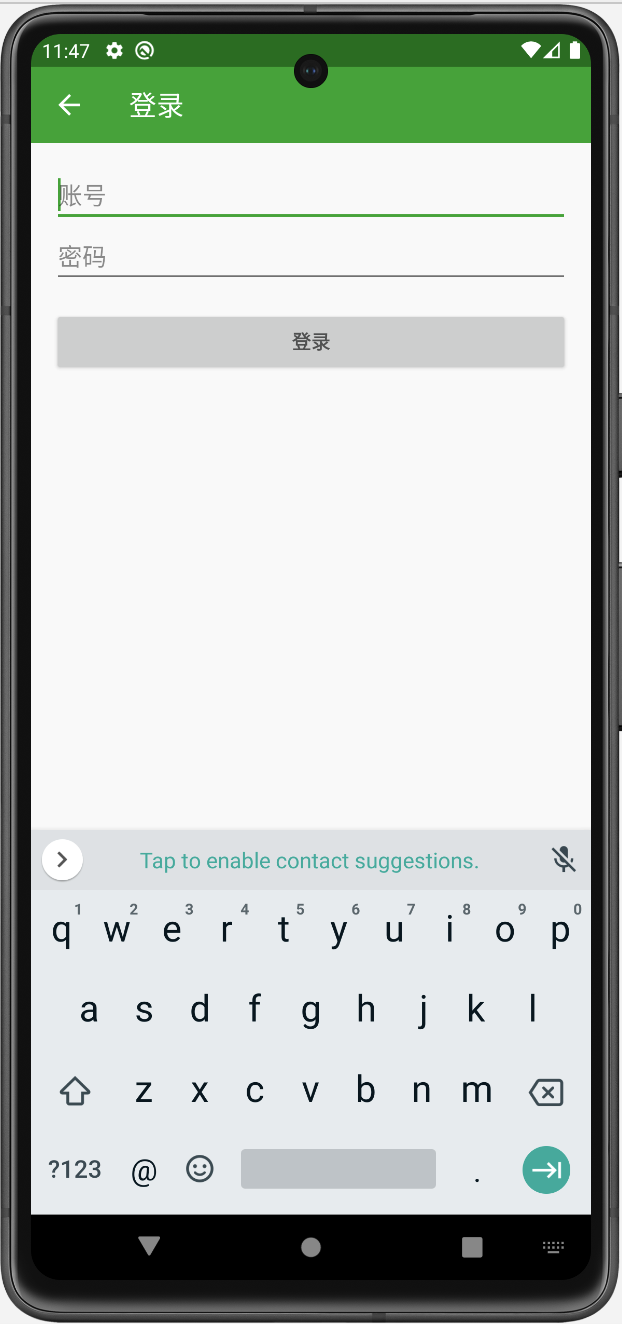 11:47
登录
账号
密码
登录
Tap to enable contact suggestions.
1 2 3 4 5 6 7 8 9 0
q w e r t y u i o p
a s d f g h j k l
z x c v b n m
?123 @ .